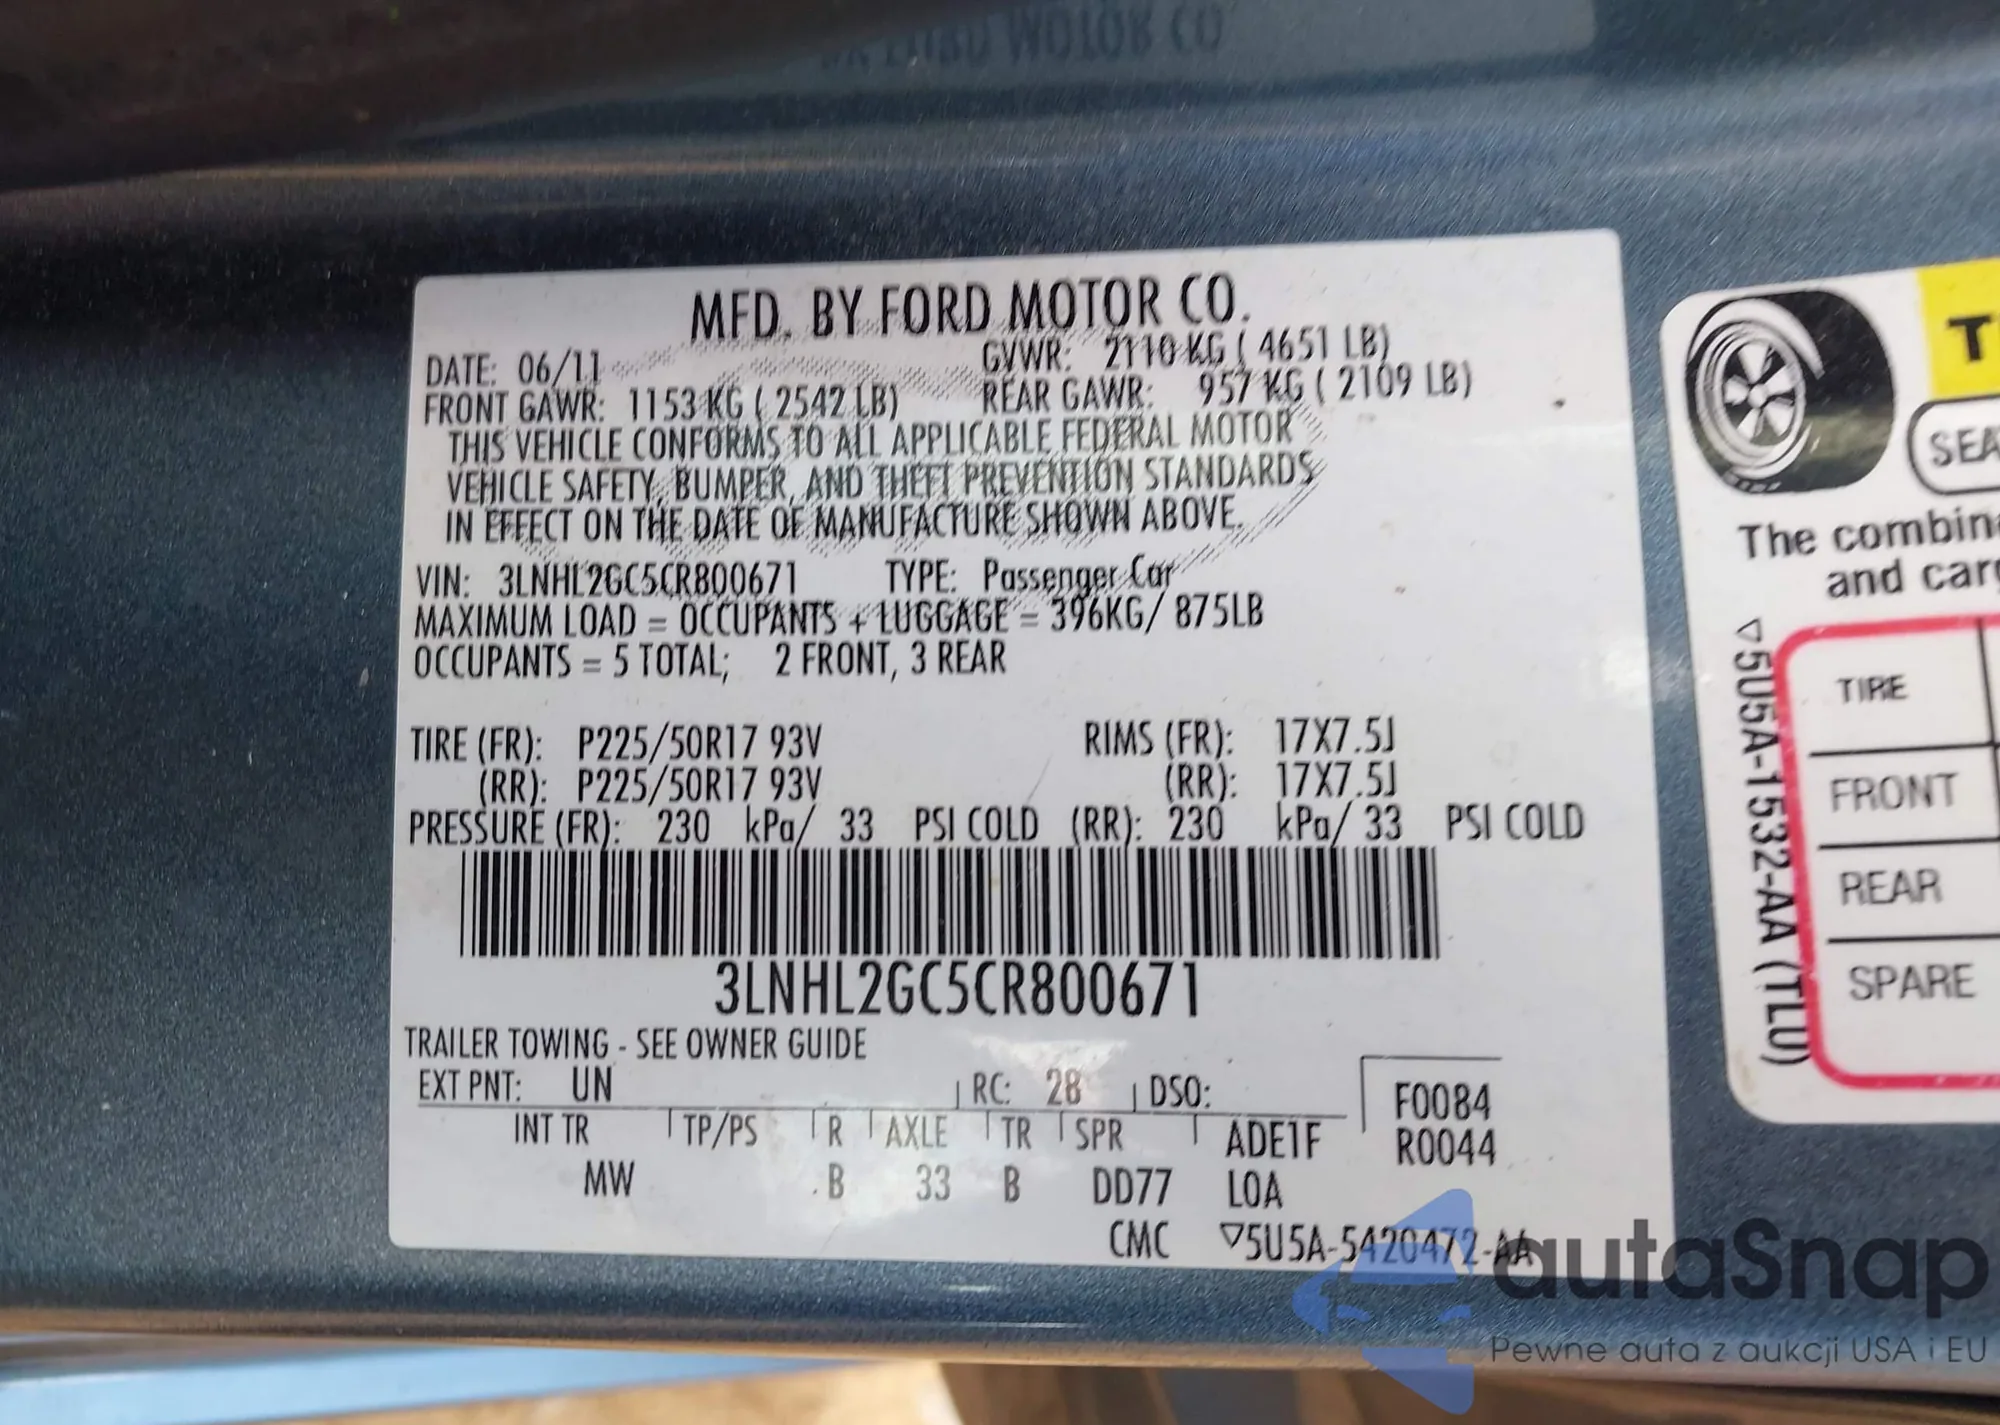 MFD. BY FORD MOTOR CO.
DATE: 06/11 GVWR: 2110 KG ( 4651 LB)
FRONT GAWR: 1153 KG ( 2542 LB) REAR GAWR: 957 KG ( 2109 LB)
THIS VEHICLE CONFORMS TO ALL APPLICABLE FEDERAL MOTOR
VEHICLE SAFETY, BUMPER, AND THEFT PREVENTION STANDARDS
IN EFFECT ON THE DATE OF MANUFACTURE SHOWN ABOVE.
VIN: 3LNHL2GC5CR800671 TYPE: Passenger Car
MAXIMUM LOAD = OCCUPANTS + LUGGAGE = 396KG/ 875LB
OCCUPANTS = 5 TOTAL; 2 FRONT, 3 REAR
TIRE (FR): P225/50R17 93V RIMS (FR): 17X7.5J
(RR): P225/50R17 93V (RR): 17X7.5J
PRESSURE (FR): 230 kPa/ 33 PSI COLD (RR): 230 kPa/ 33 PSI COLD
3LNHL2GC5CR800671
TRAILER TOWING - SEE OWNER GUIDE
EXT PNT: UN RC: 28 DSO: F0084
INT TR TP/PS R AXLE TR SPR ADE1F R0044
MW B 33 B DD77 LOA
CMC ▽5U5A-5420472-AA
T
SEA
The combina
and carg
▽5U5A-1532-AA (TLU)
TIRE
FRONT
REAR
SPARE
autaSnap
Pewne auta z aukcji USA i EU